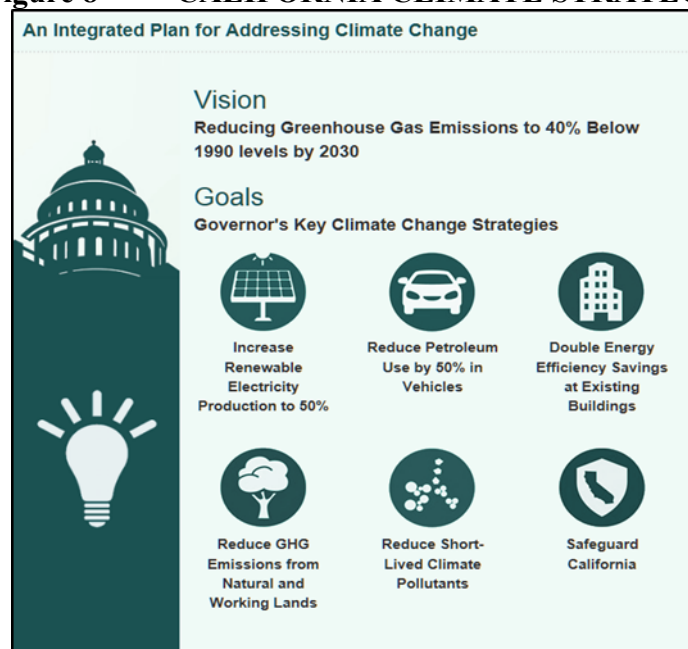 An Integrated Plan for Addressing Climate Change
Vision
Reducing Greenhouse Gas Emissions to 40% Below
1990 levels by 2030
Goals
Governor's Key Climate Change Strategies
Increase
Renewable
Electricity
Production to 50%
Reduce Petroleum
Use by 50% in
Vehicles
Double Energy
Efficiency Savings
at Existing
Buildings
Reduce GHG
Emissions from
Natural and
Working Lands
Reduce Short-
Lived Climate
Pollutants
Safeguard
California